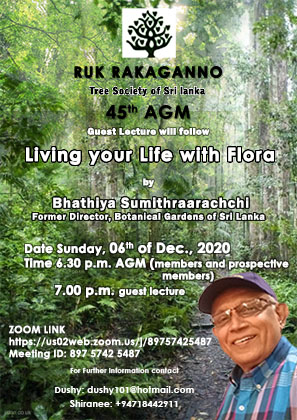 RUK RAKAGANNO
Tree Society of Sri lanka
45th AGM
Guest Lecture will follow
Living your Life with Flora
by
Bhathiya Sumithraarachchi
Former Director, Botanical Gardens of Sri Lanka
Date Sunday, 06th of Dec., 2020
Time 6.30 p.m. AGM (members and prospective
members)
7.00 p.m. guest lecture
ZOOM LINK
https://us02web.zoom.us/j/89757425487
Meeting ID: 897 5742 5487
For Further information contact
Dushy: dushy101@hotmail.com
Shiranee: +94718442911